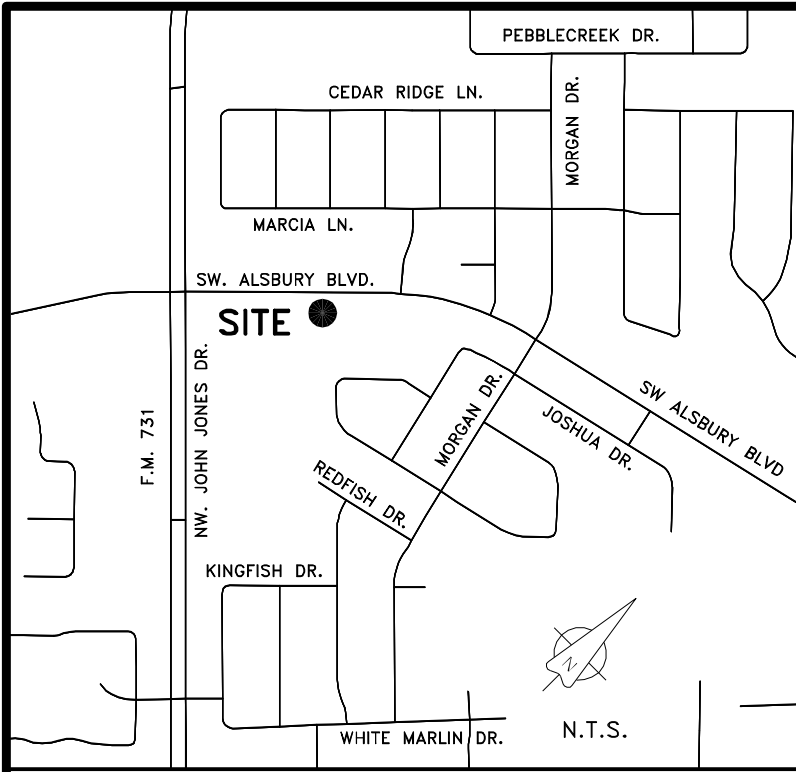 PEBBLECREEK DR.
CEDAR RIDGE LN.
MORGAN DR.
MARCIA LN.
SW. ALSBURY BLVD.
SITE
NW. JOHN JONES DR.
F.M. 731
MORGAN DR.
SW ALSBURY BLVD
JOSHUA DR.
REDFISH DR.
KINGFISH DR.
N
WHITE MARLIN DR.
N.T.S.